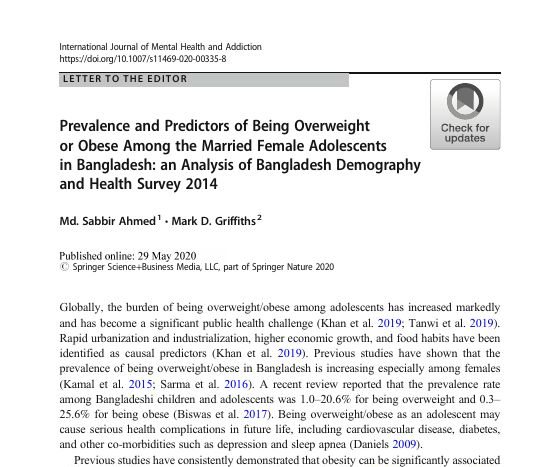 International Journal of Mental Health and Addiction
https://doi.org/10.1007/s11469-020-00335-8
LETTER TO THE EDITOR
Check for
updates
Prevalence and Predictors of Being Overweight
or Obese Among the Married Female Adolescents
in Bangladesh: an Analysis of Bangladesh Demography
and Health Survey 2014
Md. Sabbir Ahmed 1 · Mark D. Griffiths 2
Published online: 29 May 2020
© Springer Science+Business Media, LLC, part of Springer Nature 2020
Globally, the burden of being overweight/obese among adolescents has increased markedly
and has become a significant public health challenge (Khan et al. 2019; Tanwi et al. 2019).
Rapid urbanization and industrialization, higher economic growth, and food habits have been
identified as causal predictors (Khan et al. 2019). Previous studies have shown that the
prevalence of being overweight/obese in Bangladesh is increasing especially among females
(Kamal et al. 2015; Sarma et al. 2016). A recent review reported that the prevalence rate
among Bangladeshi children and adolescents was 1.0–20.6% for being overweight and 0.3–
25.6% for being obese (Biswas et al. 2017). Being overweight/obese as an adolescent may
cause serious health complications in future life, including cardiovascular disease, diabetes,
and other co-morbidities such as depression and sleep apnea (Daniels 2009).
Previous studies have consistently demonstrated that obesity can be significantly associated